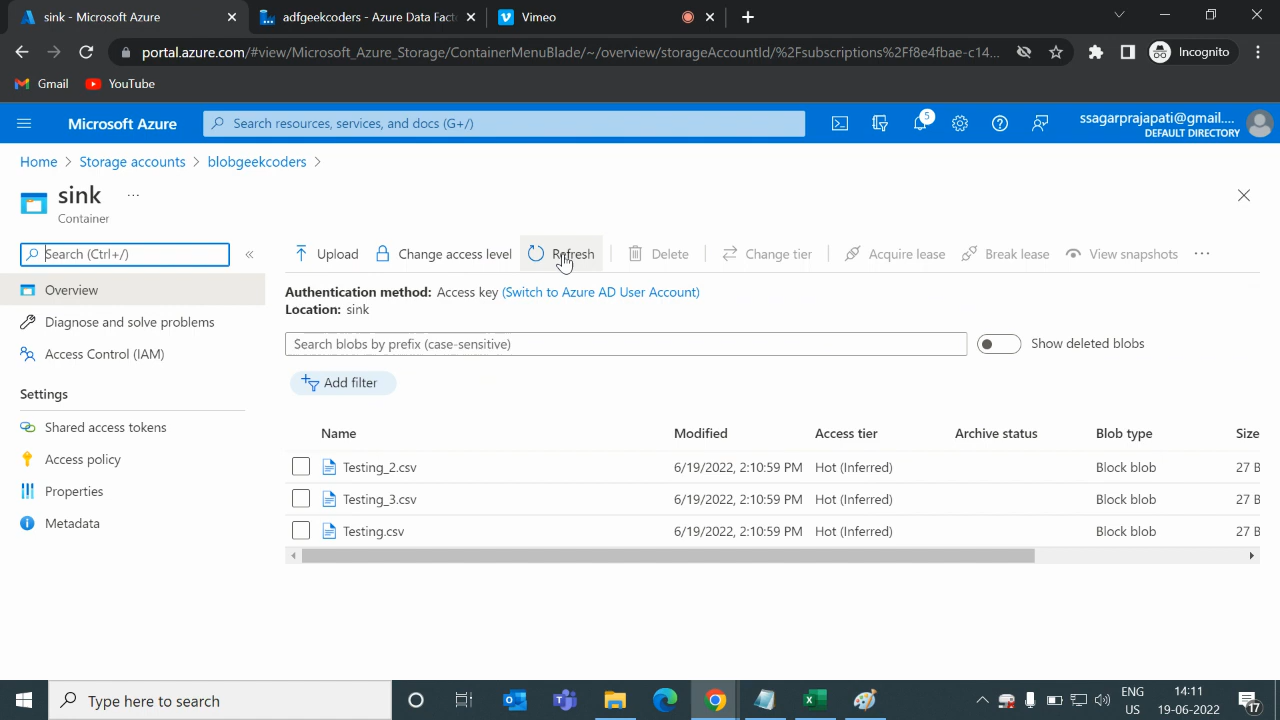 sink - Microsoft Azure
adfgeekcoders - Azure Data Facto
Vimeo
portal.azure.com/#view/Microsoft_Azure_Storage/ContainerMenuBlade/~/overview/storageAccountId/%2Fsubscriptions%2Ff8e4fbae-c14...
Incognito
Gmail
YouTube
Microsoft Azure
Search resources, services, and docs (G+/)
5
ssagarprajapati@gmail....
DEFAULT DIRECTORY
Home > Storage accounts > blobgeekcoders >
sink ...
Container
Search (Ctrl+/)
Upload
Change access level
Refresh
Delete
Change tier
Acquire lease
Break lease
View snapshots
Overview
Diagnose and solve problems
Access Control (IAM)
Settings
Shared access tokens
Access policy
Properties
Metadata
Authentication method: Access key (Switch to Azure AD User Account)
Location: sink
Search blobs by prefix (case-sensitive)
Show deleted blobs
Add filter
Name Modified Access tier Archive status Blob type Size
Testing_2.csv 6/19/2022, 2:10:59 PM Hot (Inferred) Block blob 27 B
Testing_3.csv 6/19/2022, 2:10:59 PM Hot (Inferred) Block blob 27 B
Testing.csv 6/19/2022, 2:10:59 PM Hot (Inferred) Block blob 27 B
Type here to search
ENG
US
14:11
19-06-2022
17